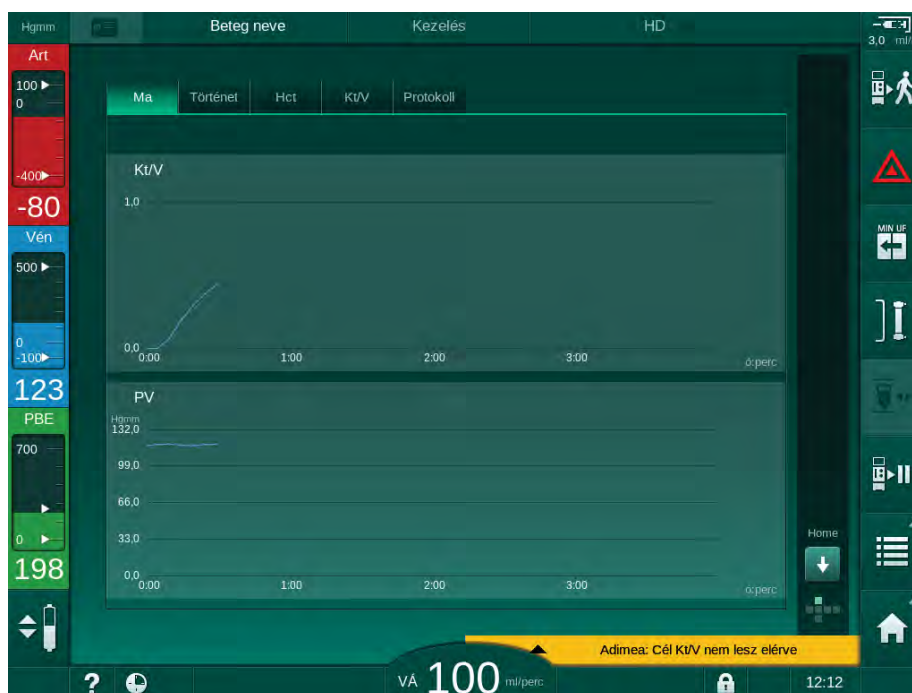 Hgmm Beteg neve Kezelés HD
3,0 ml/
Art
100
0
-400
-80
Vén
500
0
-100
123
PBE
700
0
198
Ma Történet Hct Kt/V Protokoll
Kt/V
1,0
0,0
0:00 1:00 2:00 3:00 ó:perc
PV
Hgmm
132,0
99,0
66,0
33,0
0,0
0:00 1:00 2:00 3:00 ó:perc
MIN UF
Home
Adimea: Cél Kt/V nem lesz elérve
? VÁ 100 ml/perc 12:12